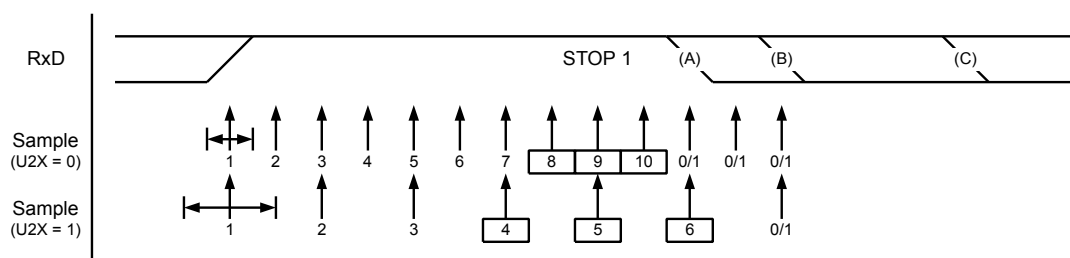 RxD
STOP 1 (A) (B) (C)
Sample
(U2X = 0)
1 2 3 4 5 6 7 8 9 10 0/1 0/1 0/1
Sample
(U2X = 1)
1 2 3 4 5 6 0/1